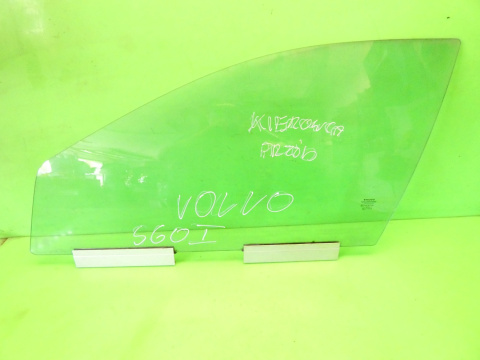 KIEROWCA
PRZÓD
VOLVO
S60 I